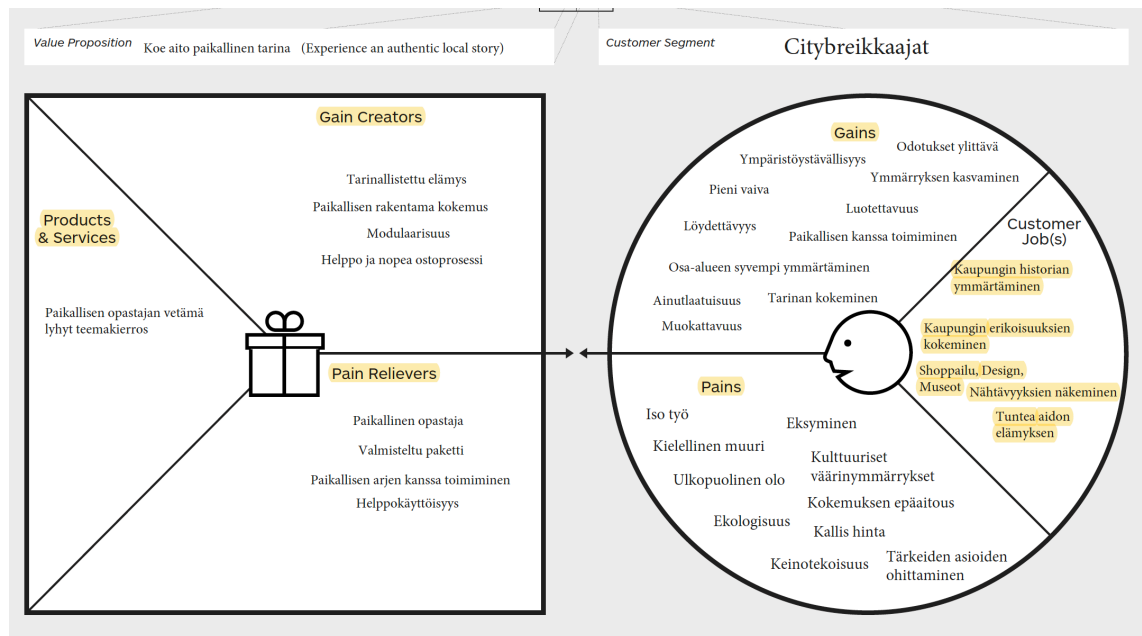 Value Proposition
Koe aito paikallinen tarina (Experience an authentic local story)
Customer Segment
Citybreikkaajat
Gain Creators
Tarinallistettu elämys
Paikallisen rakentama kokemus
Modulaarisuus
Helppo ja nopea ostoprosessi
Products
& Services
Paikallisen opastajan vetämä
lyhyt teemakierros
Pain Relievers
Paikallinen opastaja
Valmisteltu paketti
Paikallisen arjen kanssa toimiminen
Helppokäyttöisyys
Gains
Odotukset ylittävä
Ympäristöystävällisyys
Ymmärryksen kasvaminen
Pieni vaiva
Luotettavuus
Löydettävyys
Paikallisen kanssa toimiminen
Osa-alueen syvempi ymmärtäminen
Ainutlaatuisuus
Tarinan kokeminen
Muokattavuus
Customer
Job(s)
Kaupungin historian
ymmärtäminen
Kaupungin erikoisuuksien
kokeminen
Shoppailu, Design,
Museot
Nähtävyyksien näkeminen
Tuntea aidon
elämyksen
Pains
Iso työ
Eksyminen
Kielellinen muuri
Kulttuuriset
väärinymmärrykset
Ulkopuolinen olo
Kokemuksen epäaitous
Ekologisuus
Kallis hinta
Keinotekoisuus
Tärkeiden asioiden
ohittaminen